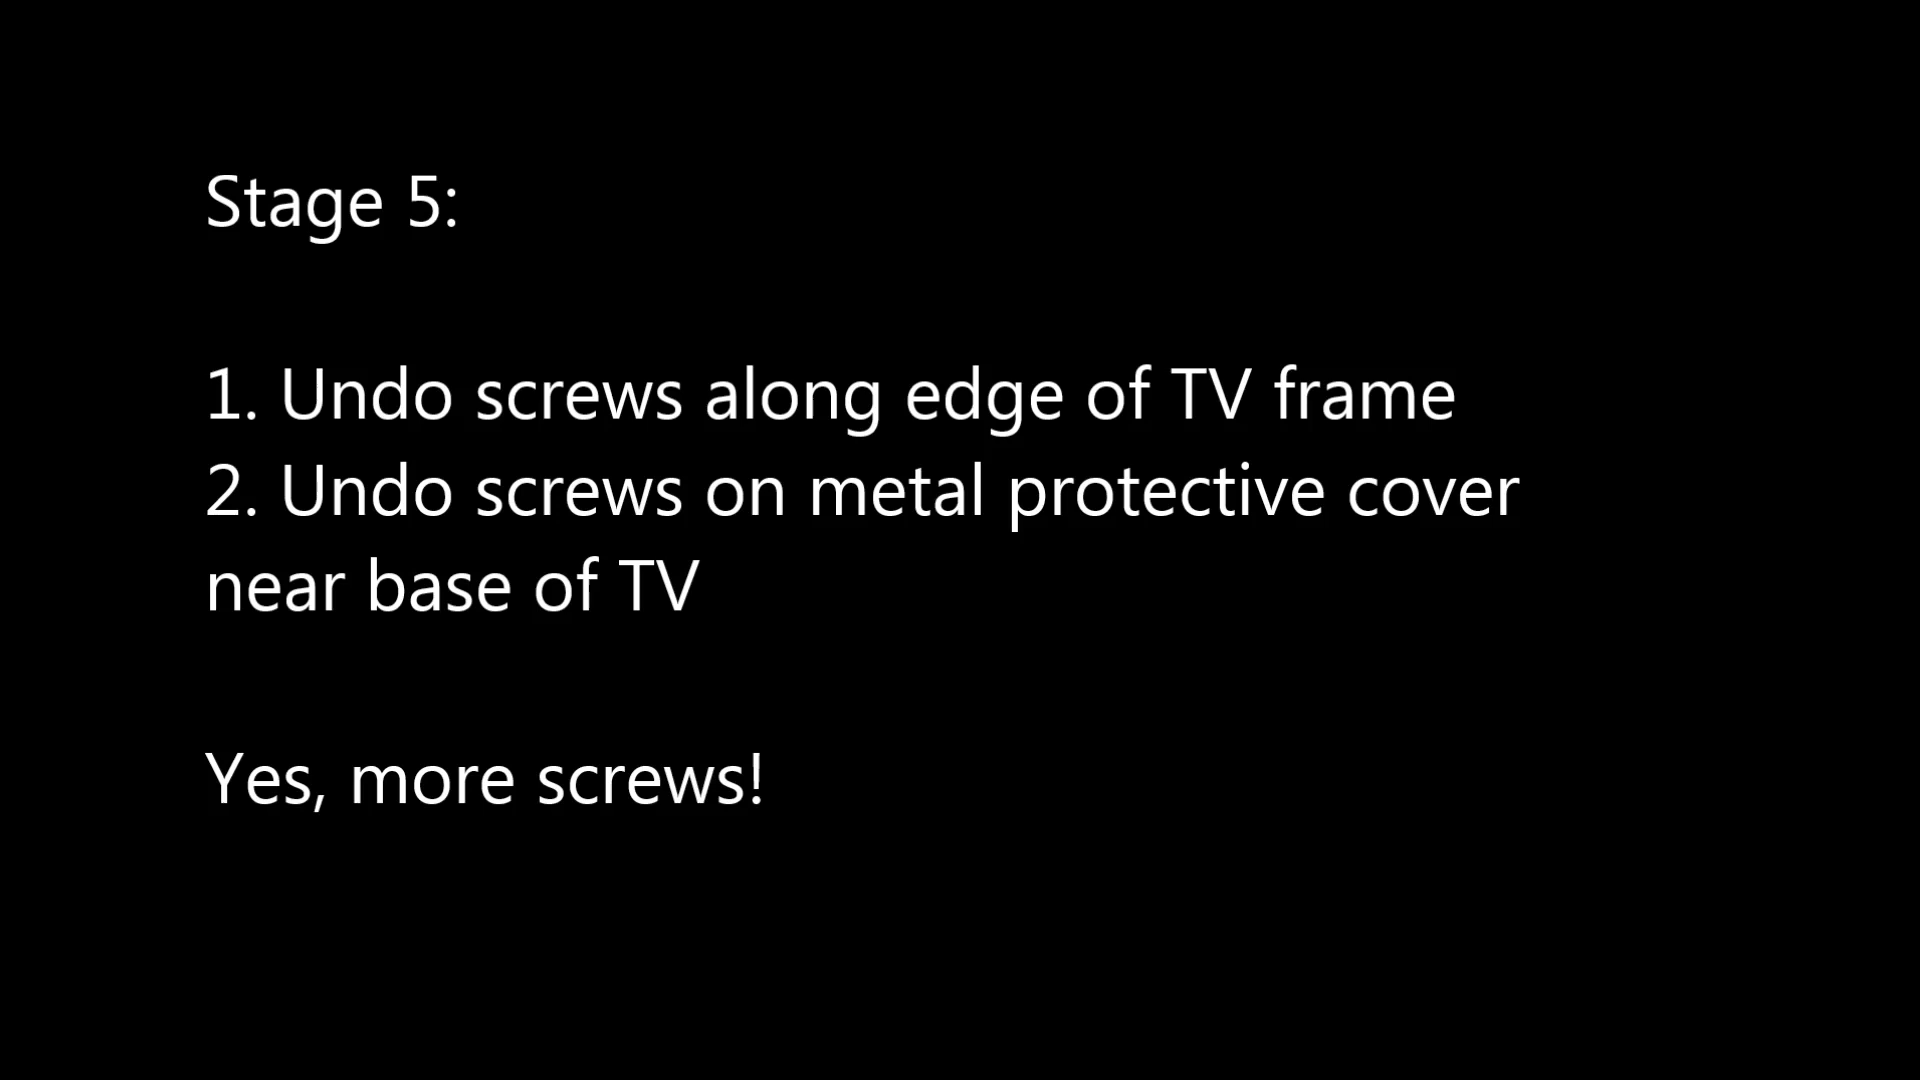 Stage 5:
1. Undo screws along edge of TV frame
2. Undo screws on metal protective cover
near base of TV
Yes, more screws!